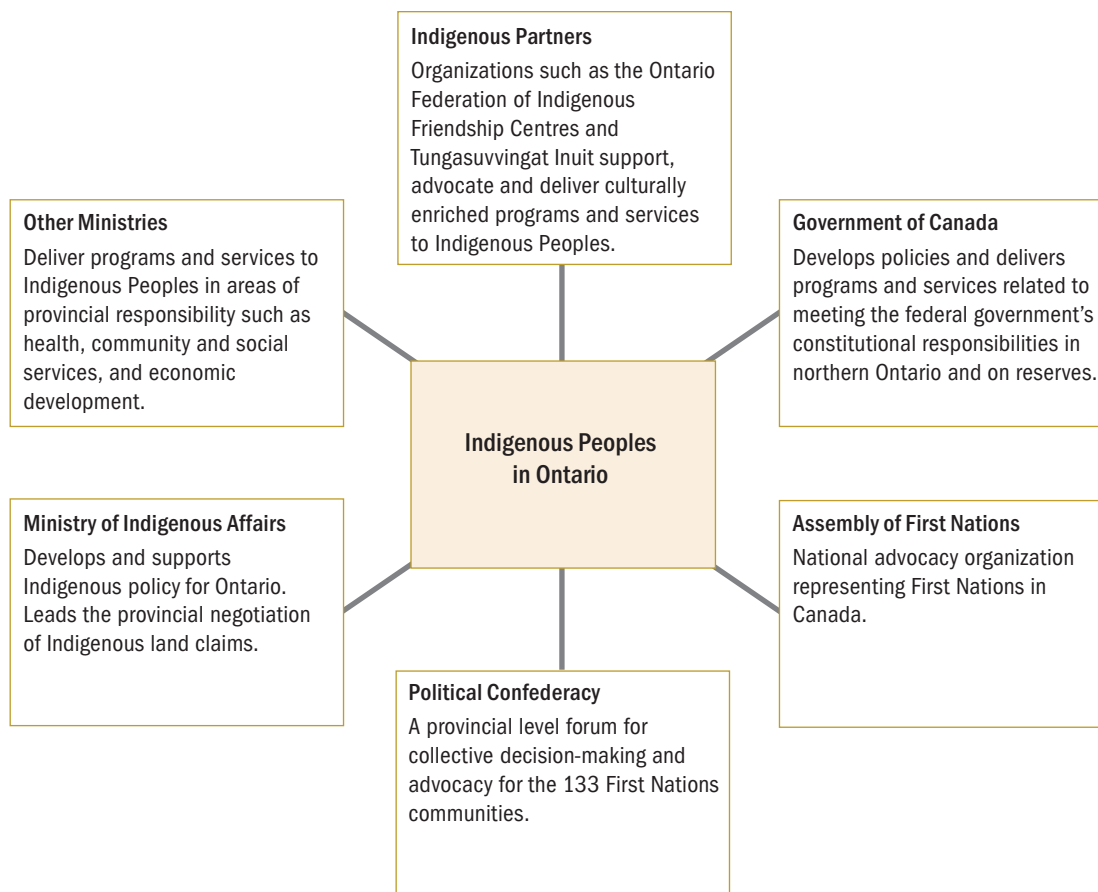 Indigenous Partners
Organizations such as the Ontario
Federation of Indigenous
Friendship Centres and
Tungasuvvingat Inuit support,
advocate and deliver culturally
enriched programs and services
to Indigenous Peoples.
Other Ministries
Deliver programs and services to
Indigenous Peoples in areas of
provincial responsibility such as
health, community and social
services, and economic
development.
Government of Canada
Develops policies and delivers
programs and services related to
meeting the federal government’s
constitutional responsibilities in
northern Ontario and on reserves.
Indigenous Peoples
in Ontario
Ministry of Indigenous Affairs
Develops and supports
Indigenous policy for Ontario.
Leads the provincial negotiation
of Indigenous land claims.
Assembly of First Nations
National advocacy organization
representing First Nations in
Canada.
Political Confederacy
A provincial level forum for
collective decision-making and
advocacy for the 133 First Nations
communities.